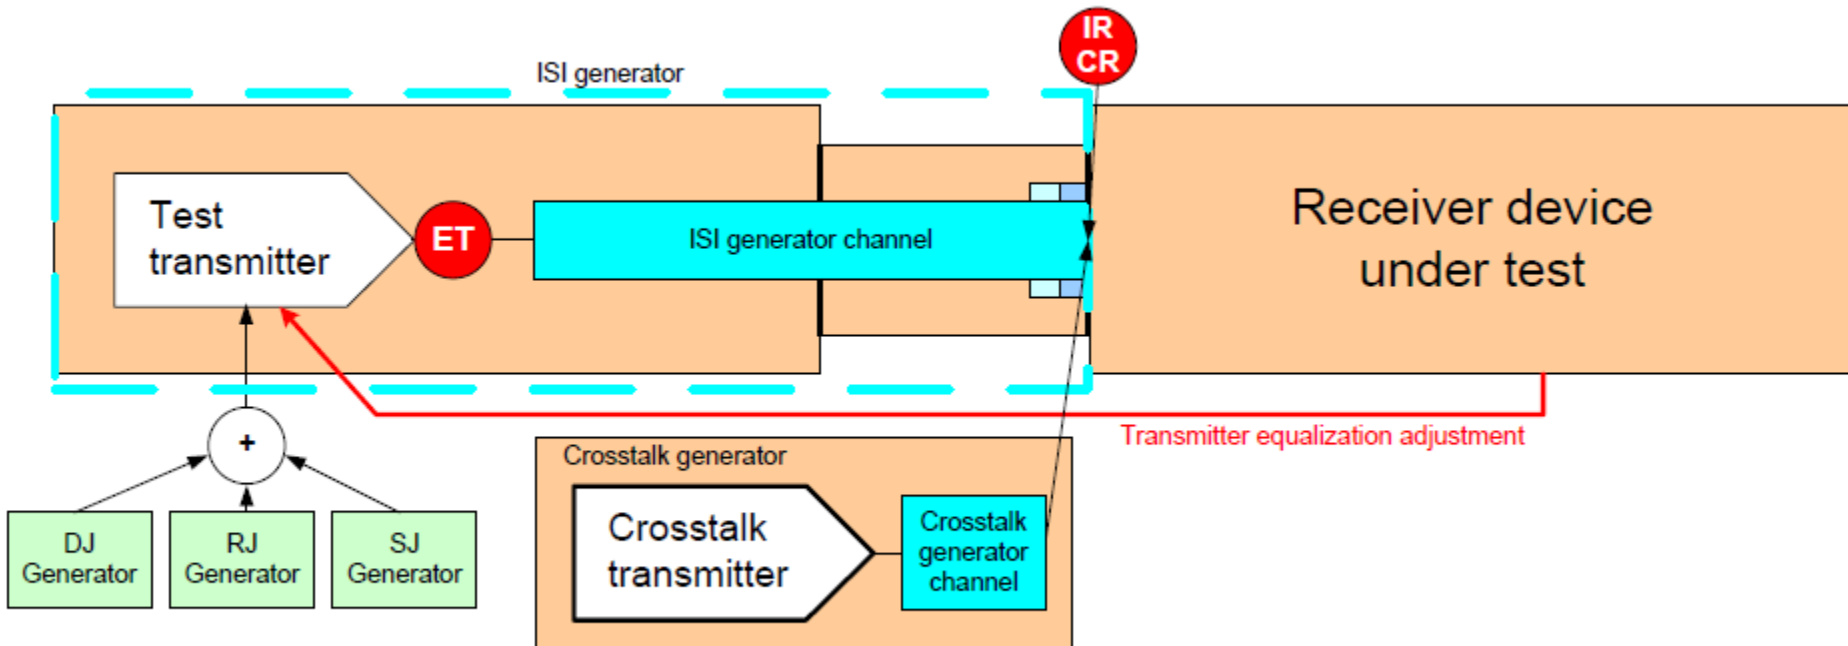 IR
CR
ISI generator
Test
transmitter
ET
ISI generator channel
Receiver device
under test
Transmitter equalization adjustment
+
Crosstalk generator
DJ
Generator
RJ
Generator
SJ
Generator
Crosstalk
transmitter
Crosstalk
generator
channel